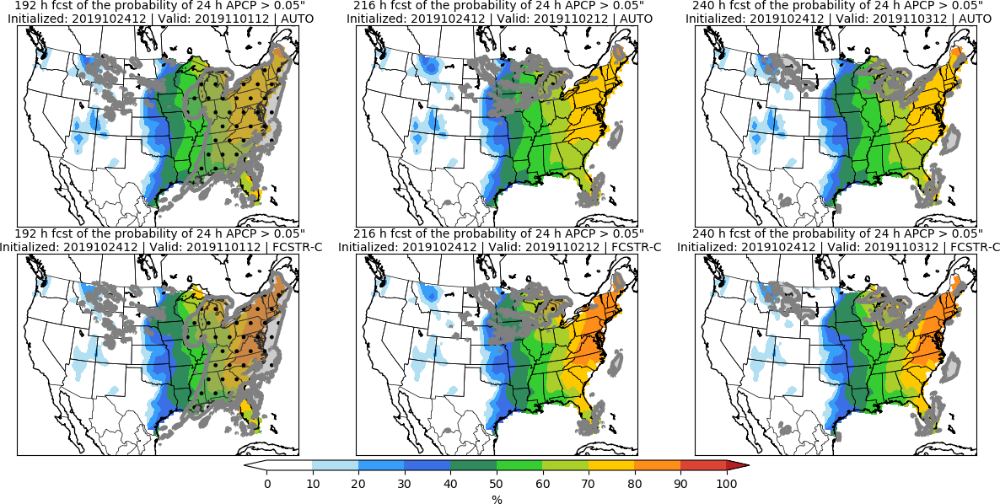 192 h fcst of the probability of 24 h APCP > 0.05"
Initialized: 2019102412 | Valid: 2019110112 | AUTO
216 h fcst of the probability of 24 h APCP > 0.05"
Initialized: 2019102412 | Valid: 2019110212 | AUTO
240 h fcst of the probability of 24 h APCP > 0.05"
Initialized: 2019102412 | Valid: 2019110312 | AUTO
192 h fcst of the probability of 24 h APCP > 0.05"
Initialized: 2019102412 | Valid: 2019110112 | FCSTR-C
216 h fcst of the probability of 24 h APCP > 0.05"
Initialized: 2019102412 | Valid: 2019110212 | FCSTR-C
240 h fcst of the probability of 24 h APCP > 0.05"
Initialized: 2019102412 | Valid: 2019110312 | FCSTR-C
0 10 20 30 40 50 60 70 80 90 100
%